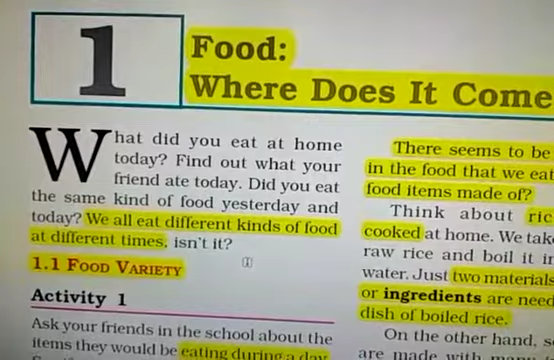 1
Food:
Where Does It Come
What did you eat at home
today? Find out what your
friend ate today. Did you eat
the same kind of food yesterday and
today? We all eat different kinds of food
at different times, isn't it?
1.1 FOOD VARIETY
Activity 1
Ask your friends in the school about the
items they would be eating during a day
There seems to be
in the food that we eat
food items made of?
Think about ric
cooked at home. We take
raw rice and boil it in
water. Just two materials
or ingredients are need
dish of boiled rice.
On the other hand, s
are made with many